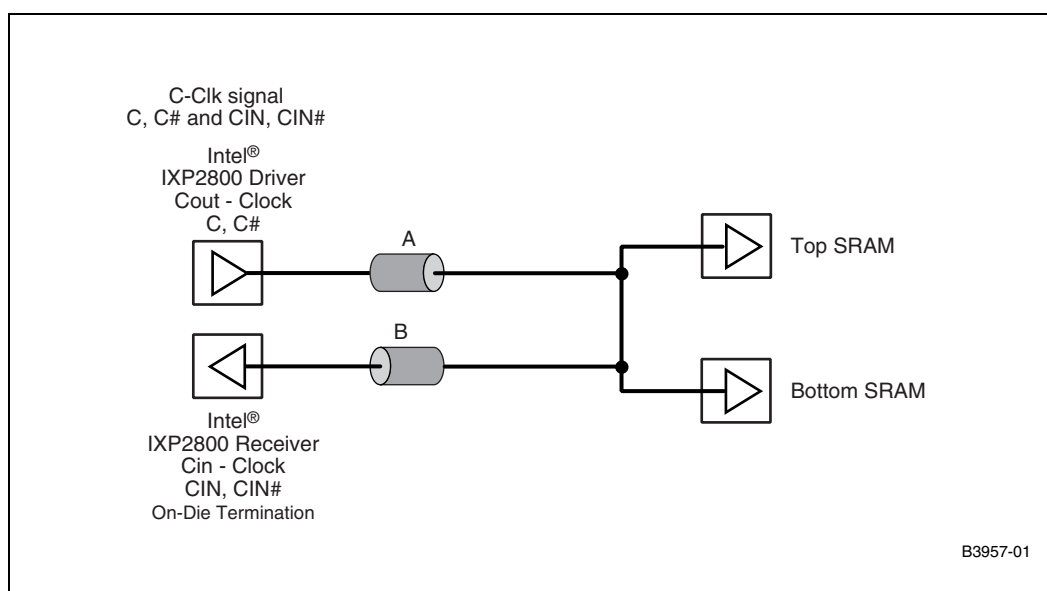 C-Clk signal
C, C# and CIN, CIN#
Intel®
IXP2800 Driver
Cout - Clock
C, C#
A
Top SRAM
B
Bottom SRAM
Intel®
IXP2800 Receiver
Cin - Clock
CIN, CIN#
On-Die Termination
B3957-01